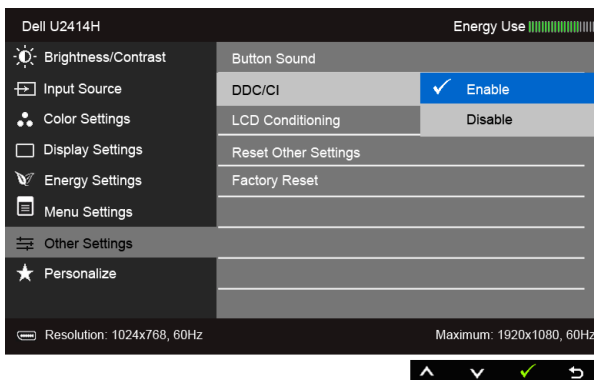 Dell U2414H Energy Use
Brightness/Contrast Button Sound
Input Source DDC/CI Enable
Color Settings LCD Conditioning Disable
Display Settings Reset Other Settings
Energy Settings Factory Reset
Menu Settings
Other Settings
Personalize
Resolution: 1024x768, 60Hz Maximum: 1920x1080, 60Hz